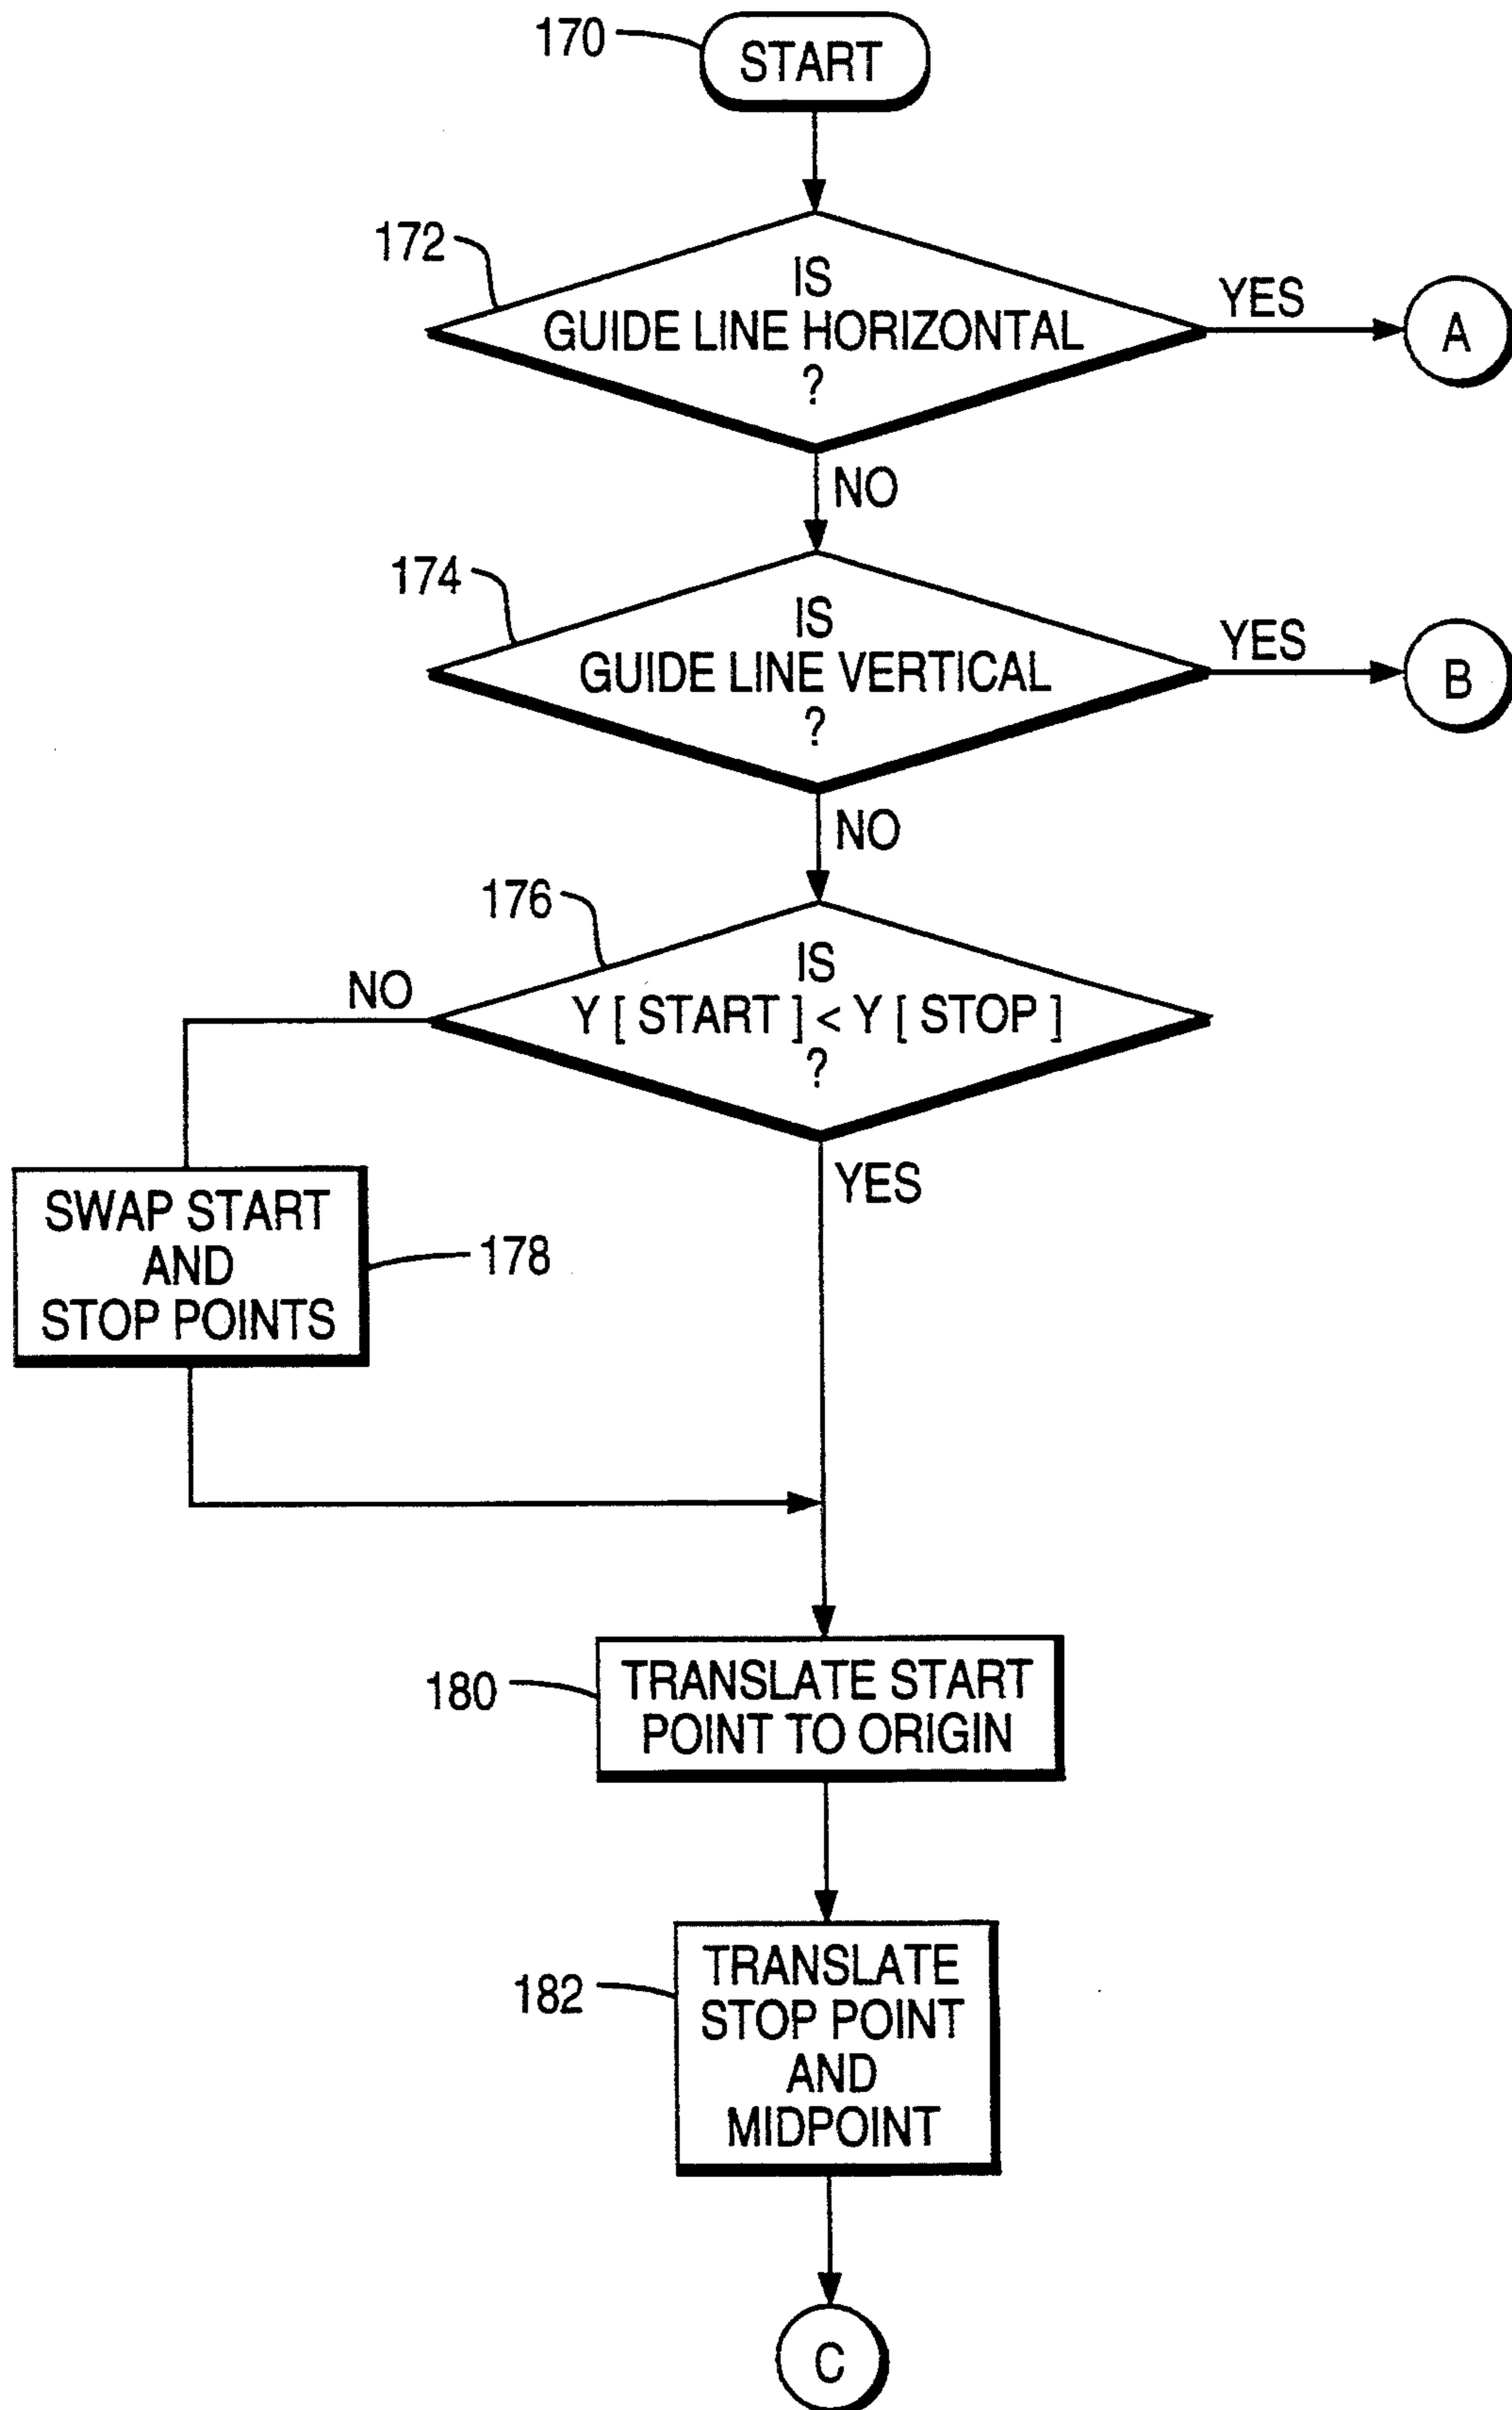 170
START
172
IS
GUIDE LINE HORIZONTAL
?
YES
A
NO
174
IS
GUIDE LINE VERTICAL
?
YES
B
NO
176
IS
Y [ START ] < Y [ STOP ]
?
NO
YES
SWAP START
AND
STOP POINTS
178
180
TRANSLATE START
POINT TO ORIGIN
182
TRANSLATE
STOP POINT
AND
MIDPOINT
C